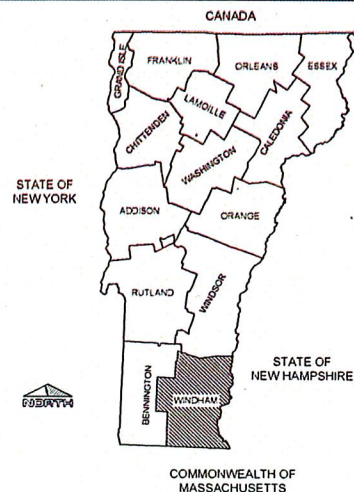 CANADA
GRAND ISLE
FRANKLIN
ORLEANS
ESSEX
LAMOILLE
CHITTENDEN
CALEDONIA
WASHINGTON
STATE OF
NEW YORK
ADDISON
ORANGE
RUTLAND
WINDSOR
STATE OF
NEW HAMPSHIRE
BENNINGTON
WINDHAM
NORTH
COMMONWEALTH OF
MASSACHUSETTS